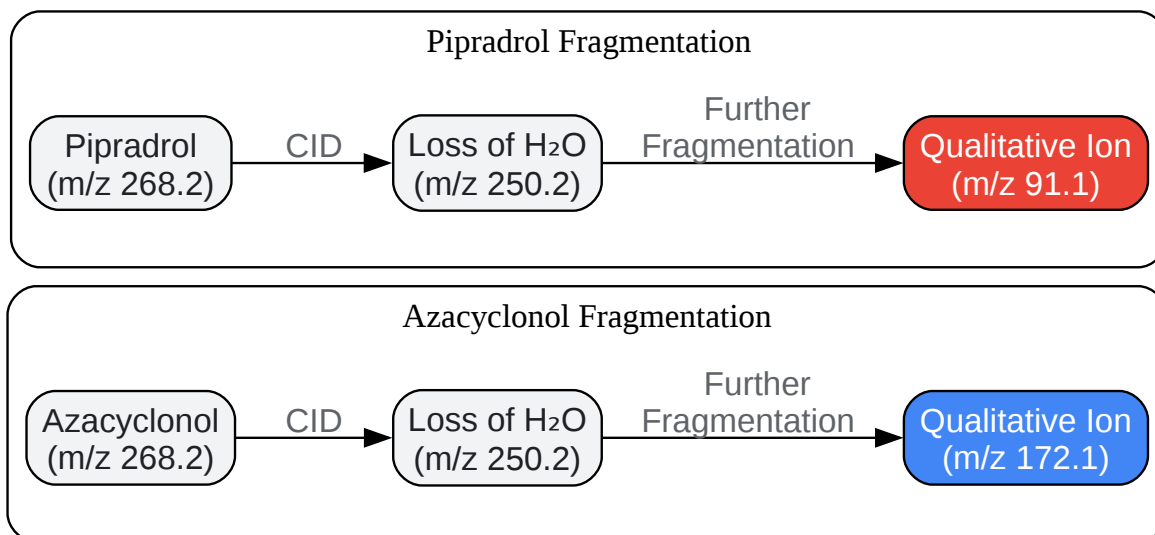 Pipradrol Fragmentation
Pipradrol
(m/z 268.2)
CID
Loss of H₂O
(m/z 250.2)
Further
Fragmentation
Qualitative Ion
(m/z 91.1)
Azacyclonol Fragmentation
Azacyclonol
(m/z 268.2)
CID
Loss of H₂O
(m/z 250.2)
Further
Fragmentation
Qualitative Ion
(m/z 172.1)